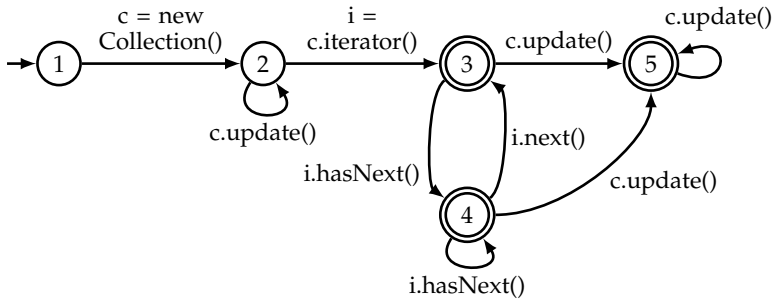 c = new
Collection()
i =
c.iterator()
c.update()
c.update()
1
2
3
5
c.update()
i.hasNext()
i.next()
c.update()
4
i.hasNext()